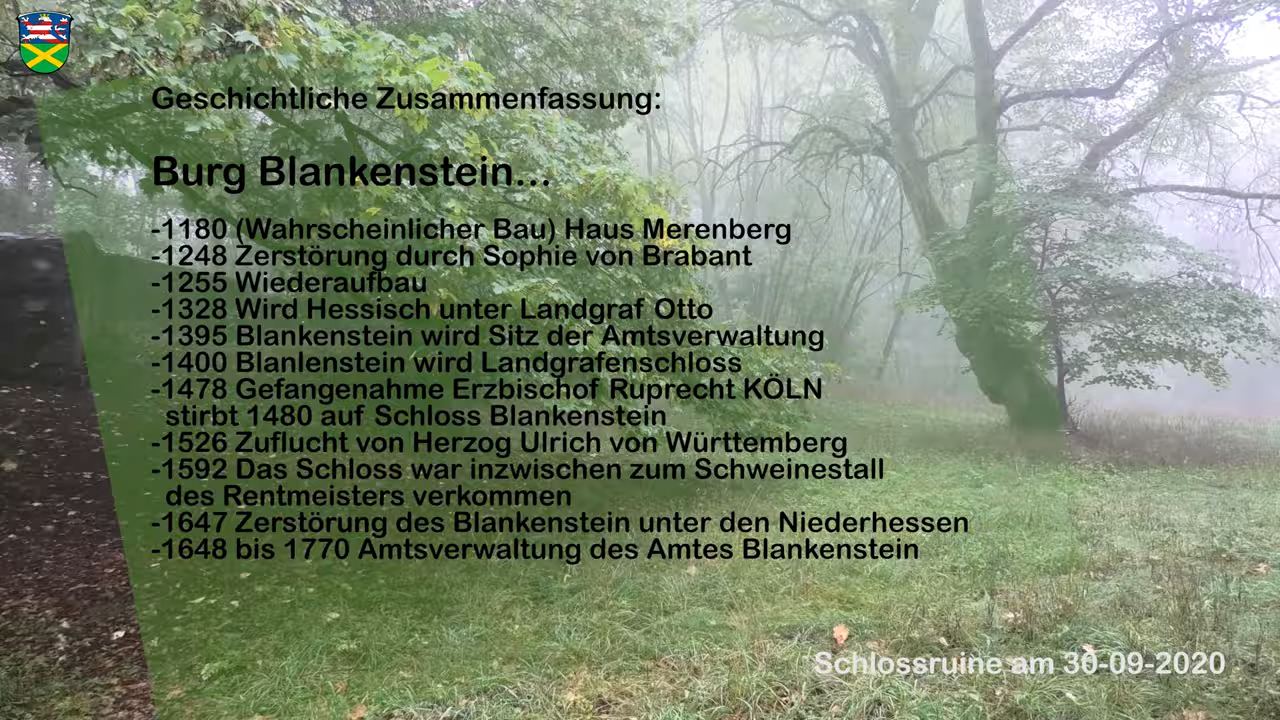 Geschichtliche Zusammenfassung:
Burg Blankenstein...
-1180 (Wahrscheinlicher Bau) Haus Merenberg
-1248 Zerstörung durch Sophie von Brabant
-1255 Wiederaufbau
-1328 Wird Hessisch unter Landgraf Otto
-1395 Blankenstein wird Sitz der Amtsverwaltung
-1400 Blanlenstein wird Landgrafenschloss
-1478 Gefangenahme Erzbischof Ruprecht KÖLN
stirbt 1480 auf Schloss Blankenstein
-1526 Zuflucht von Herzog Ulrich von Württemberg
-1592 Das Schloss war inzwischen zum Schweinestall
des Rentmeisters verkommen
-1647 Zerstörung des Blankenstein unter den Niederhessen
-1648 bis 1770 Amtsverwaltung des Amtes Blankenstein
Schlossruine am 30-09-2020